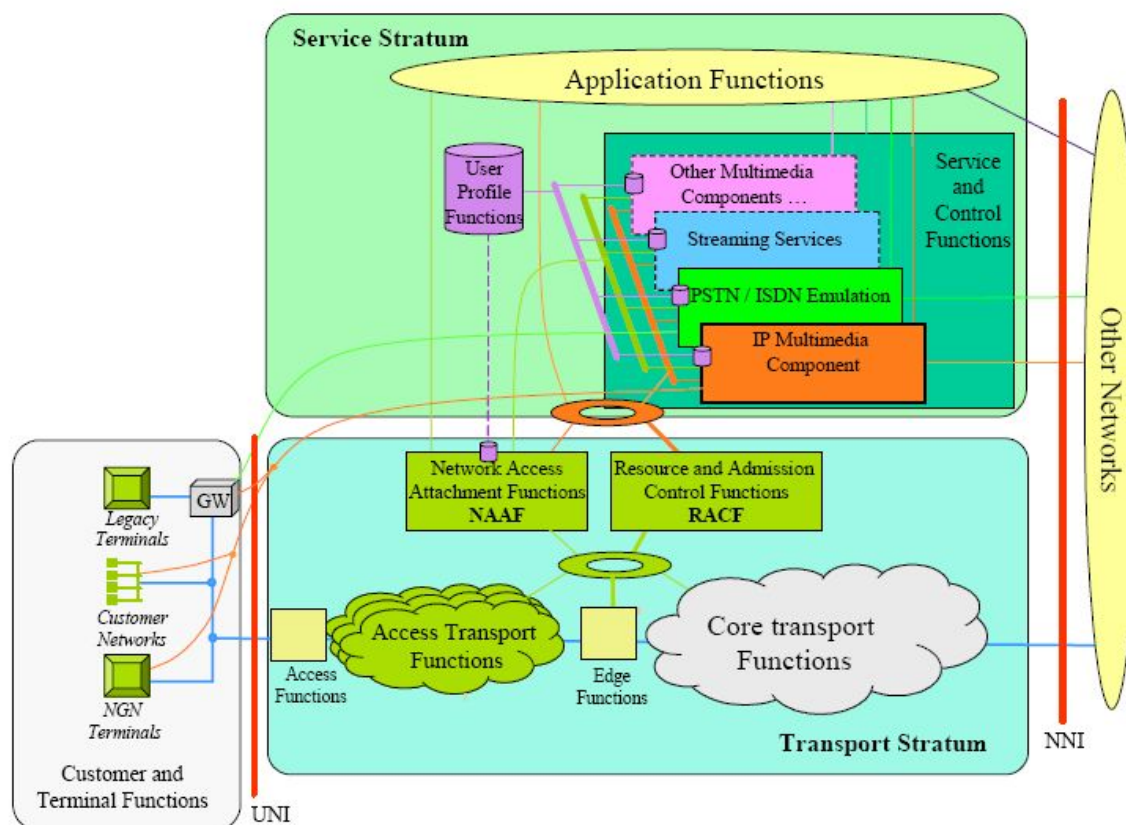 Service Stratum
Application Functions
User
Profile
Functions
Other Multimedia
Components ...
Streaming Services
PSTN / ISDN Emulation
IP Multimedia
Component
Service
and
Control
Functions
Other Networks
Network Access
Attachment Functions
NAAF
Resource and Admission
Control Functions
RACF
GW
Legacy
Terminals
Customer
Networks
NGN
Terminals
Customer and
Terminal Functions
UNI
Access
Functions
Access Transport
Functions
Edge
Functions
Core transport
Functions
Transport Stratum
NNI